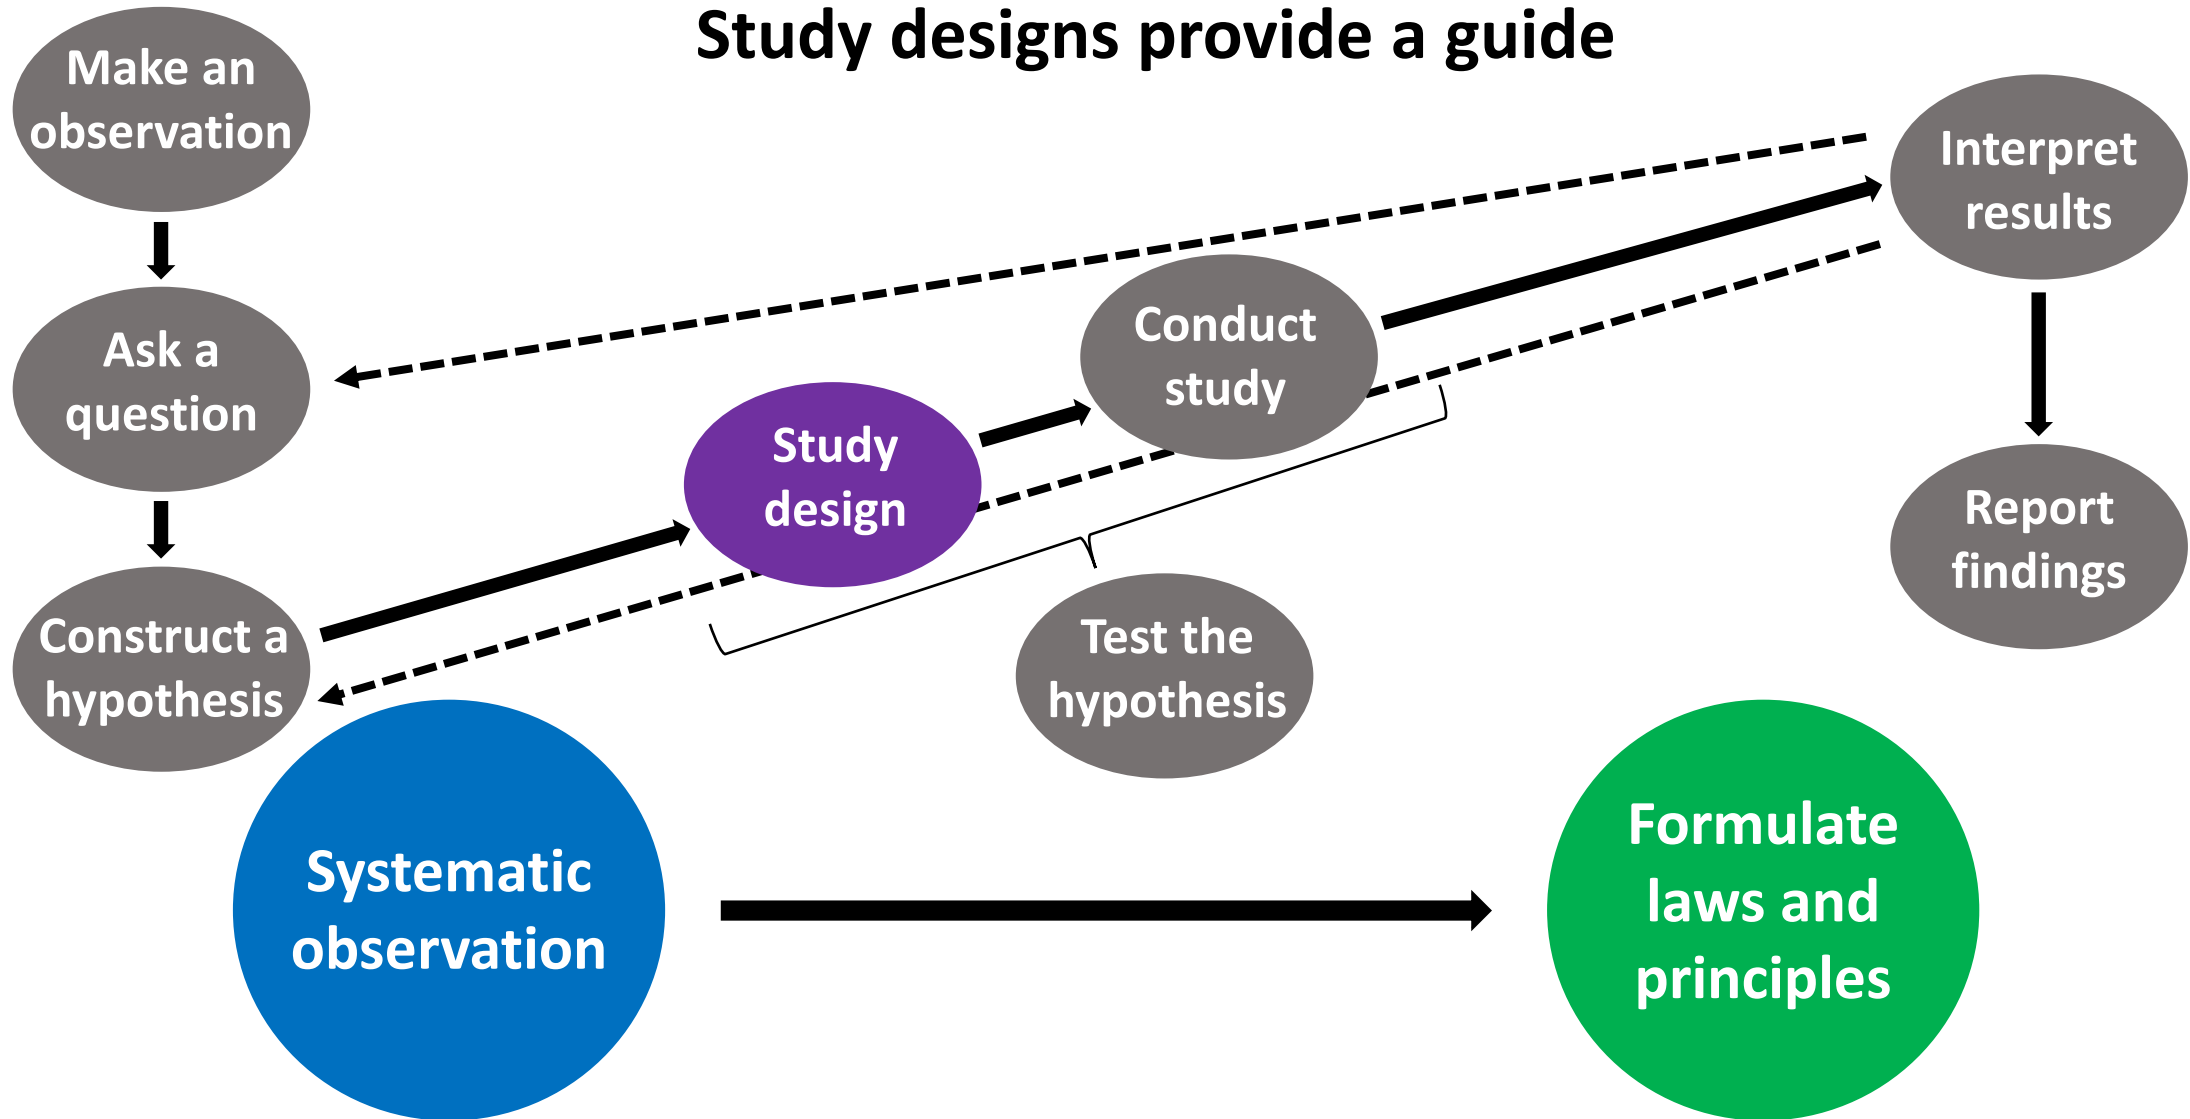 Study designs provide a guide
Make an
observation
Ask a
question
Construct a
hypothesis
Study
design
Conduct
study
Test the
hypothesis
Interpret
results
Report
findings
Systematic
observation
Formulate
laws and
principles